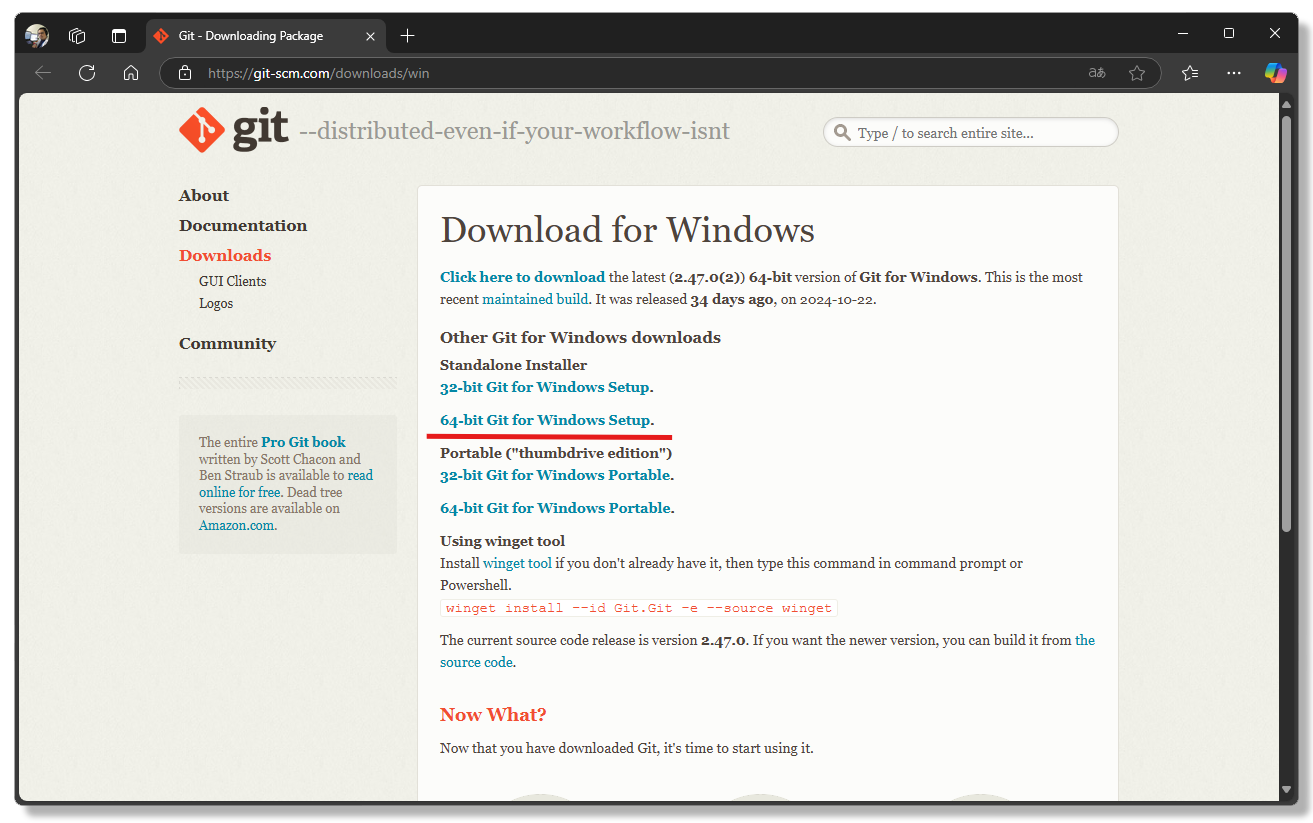 Git - Downloading Package
https://git-scm.com/downloads/win
aあ
git --distributed-even-if-your-workflow-isnt
Type / to search entire site...
About
Documentation
Downloads
GUI Clients
Logos
Community
The entire Pro Git book
written by Scott Chacon and
Ben Straub is available to read
online for free. Dead tree
versions are available on
Amazon.com.
Download for Windows
Click here to download the latest (2.47.0(2)) 64-bit version of Git for Windows. This is the most
recent maintained build. It was released 34 days ago, on 2024-10-22.
Other Git for Windows downloads
Standalone Installer
32-bit Git for Windows Setup.
64-bit Git for Windows Setup.
Portable ("thumbdrive edition")
32-bit Git for Windows Portable.
64-bit Git for Windows Portable.
Using winget tool
Install winget tool if you don't already have it, then type this command in command prompt or
Powershell.
winget install --id Git.Git -e --source winget
The current source code release is version 2.47.0. If you want the newer version, you can build it from the
source code.
Now What?
Now that you have downloaded Git, it's time to start using it.